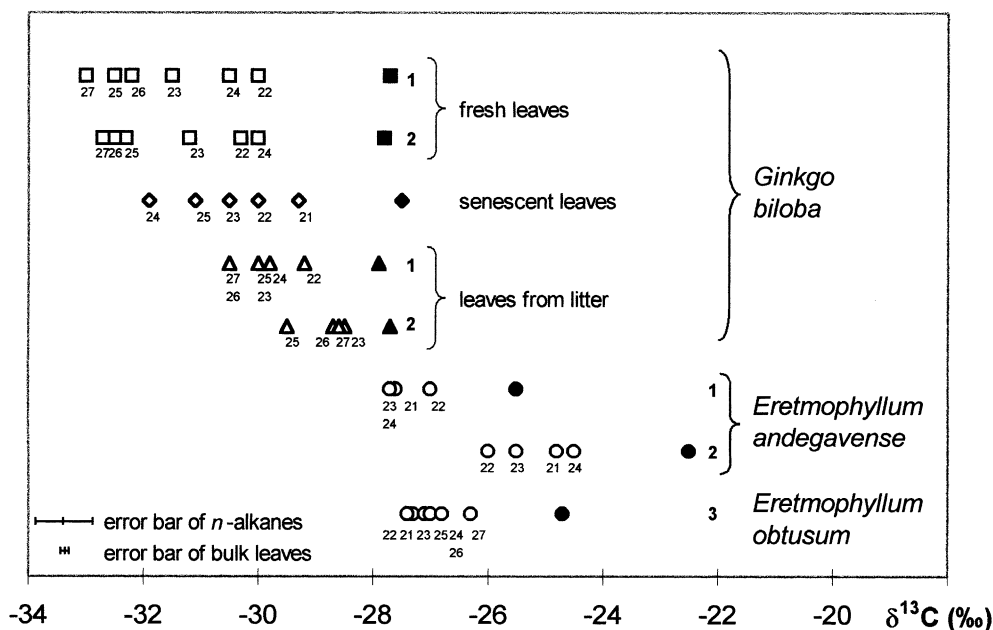 1
27 25 26 23 24 22
fresh leaves
2
27 26 25 23 22 24
Ginkgo
biloba
senescent leaves
24 25 23 22 21
1
27 25 24 22
26 23
leaves from litter
2
25 26 27 23
1
23 21 22
24
Eretmophyllum
andegavense
2
22 23 21 24
3
Eretmophyllum
obtusum
22 21 23 25 24 27
26
error bar of n-alkanes
error bar of bulk leaves
-34 -32 -30 -28 -26 -24 -22 -20 δ13C (‰)